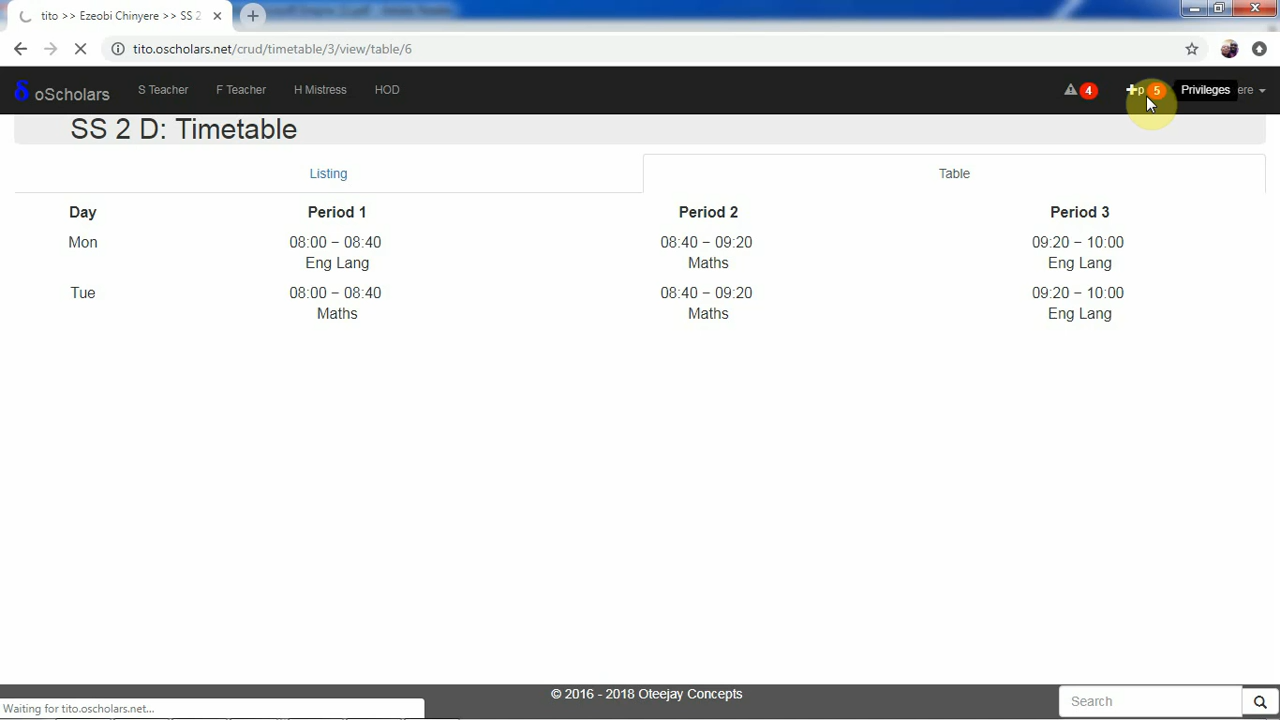 tito >> Ezeobi Chinyere >> SS 2
tito.oscholars.net/crud/timetable/3/view/table/6
δ oScholars S Teacher F Teacher H Mistress HOD 4 p 5 Privileges ere
SS 2 D: Timetable
Listing Table
Day Period 1 Period 2 Period 3
Mon 08:00 − 08:40 08:40 − 09:20 09:20 − 10:00
Eng Lang Maths Eng Lang
Tue 08:00 − 08:40 08:40 − 09:20 09:20 − 10:00
Maths Maths Eng Lang
© 2016 - 2018 Oteejay Concepts
Search
Waiting for tito.oscholars.net...